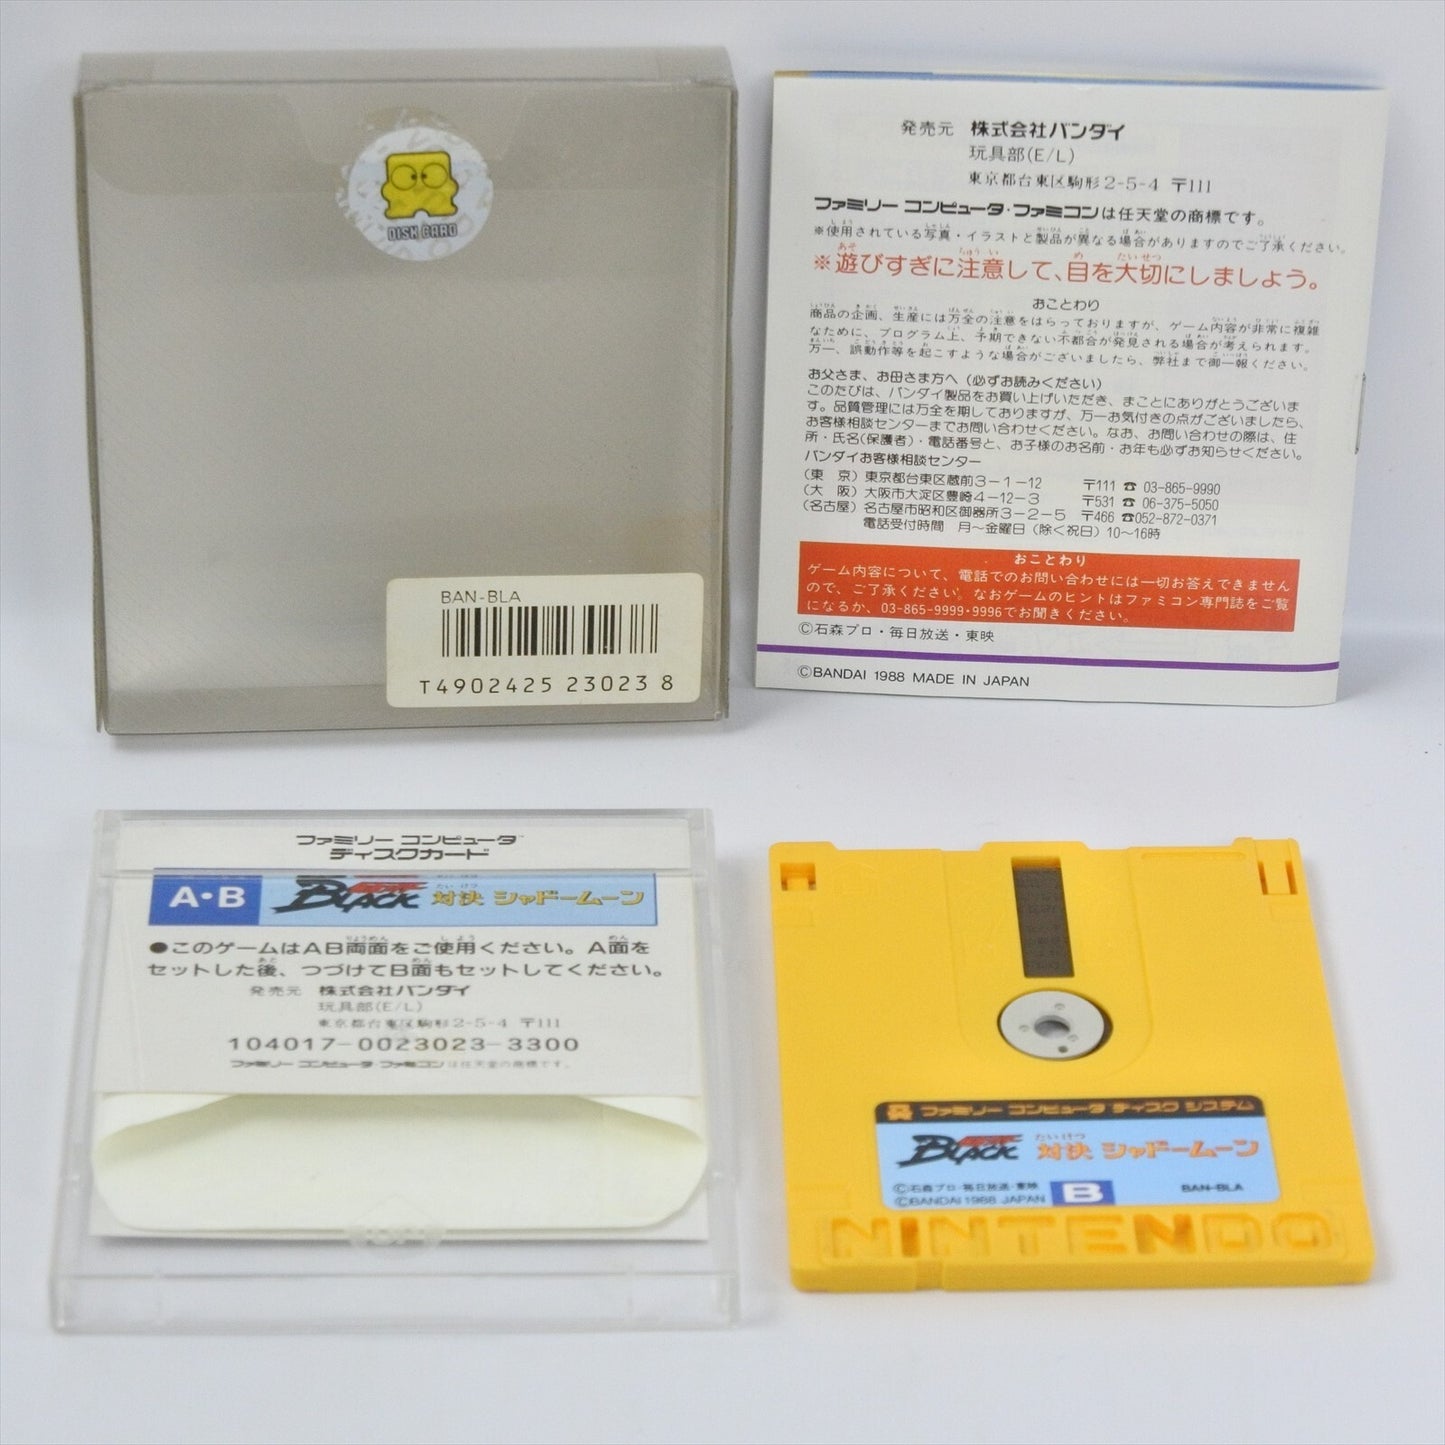 DISK CARD
BAN-BLA
T4902425 23023 8
発売元 株式会社バンダイ
玩具部(E/L)
東京都台東区駒形2-5-4 〒111
ファミリーコンピュータ・ファミコンは任天堂の商標です。
※使用されている写真・イラストと製品が異なる場合がありますのでご了承ください。
※遊びすぎに注意して、目を大切にしましょう。
おことわり
商品の企画、生産には万全の注意をはらっておりますが、ゲーム内容が非常に複雑
なために、プログラム上、予期できない不都合が発見される場合が考えられます。
万一、誤動作等を起こすような場合がございましたら、弊社まで御一報ください。
お父さま、お母さま方へ（必ずお読みください）
このたびは、バンダイ製品をお買い上げいただき、まことにありがとうございま
す。品質管理には万全を期しておりますが、万一お気付きの点がございましたら、
お客様相談センターまでお問い合わせください。なお、お問い合わせの際は、住
所・氏名(保護者)・電話番号と、お子様のお名前・お年も必ずお知らせください。
バンダイお客様相談センター
（東　京）東京都台東区蔵前3－1－12 〒111 ☎ 03-865-9990
（大　阪）大阪市大淀区豊崎4－12－3 〒531 ☎ 06-375-5050
（名古屋）名古屋市昭和区御器所3－2－5 〒466 ☎052-872-0371
電話受付時間 月〜金曜日（除く祝日）10〜16時
おことわり
ゲーム内容について、電話でのお問い合わせには一切お答えできません
ので、ご了承ください。なおゲームのヒントはファミコン専門誌をご覧
になるか、03-865-9999・9996でお聞きください。
©石森プロ・毎日放送・東映
©BANDAI 1988 MADE IN JAPAN
ファミリー コンピュータ™
ディスクカード
A・B BLACK 対決 シャドームーン
●このゲームはAB両面をご使用ください。A面を
セットした後、つづけてB面もセットしてください。
発売元 株式会社バンダイ
玩具部(E/L)
東京都台東区駒形2-5-4 〒111
104017-0023023-3300
ファミリーコンピュータ・ファミコンは任天堂の商標です。
ファミリー コンピュータ ディスク システム
BLACK 対決 シャドームーン
©石森プロ・毎日放送・東映
©BANDAI 1988 JAPAN B BAN-BLA
NINTENDO